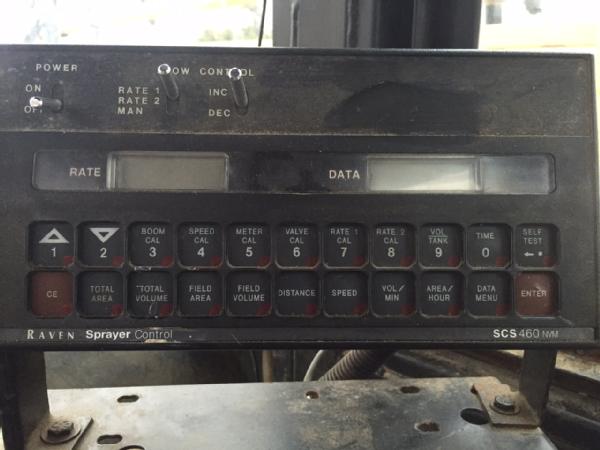 POWER
FLOW CONTROL
ON
OFF
RATE 1
RATE 2
MAN
INC
DEC
RATE
DATA
1
2
BOOM CAL 3
SPEED CAL 4
METER CAL 5
VALVE CAL 6
RATE 1 CAL 7
RATE 2 CAL 8
VOL TANK 9
TIME 0
SELF TEST ←•
CE
TOTAL AREA
TOTAL VOLUME
FIELD AREA
FIELD VOLUME
DISTANCE
SPEED
VOL/ MIN
AREA/ HOUR
DATA MENU
ENTER
RAVEN Sprayer Control
SCS 460 NVM